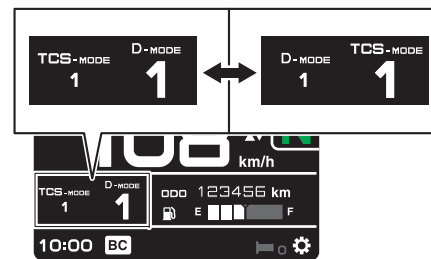 TCS-MODE
1
D-MODE
1
D-MODE
1
TCS-MODE
1
km/h
TCS-MODE
1
D-MODE
1
ODO 123456 km
E F
10:00 BC
0